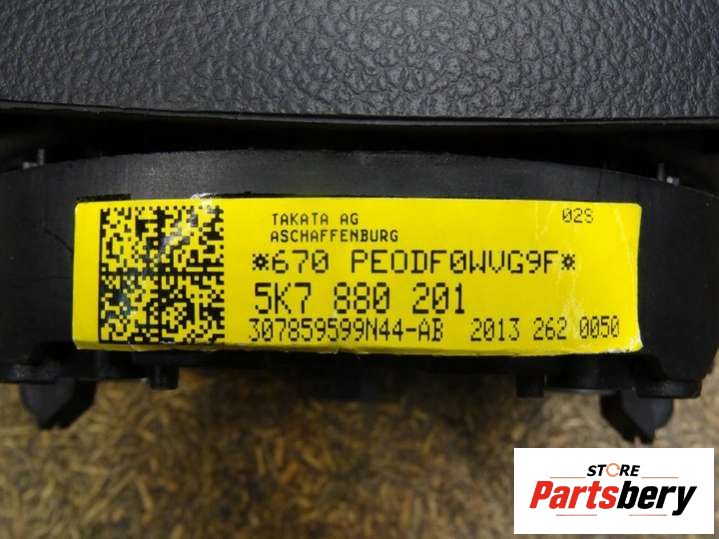 TAKATA AG 02S
ASCHAFFENBURG
*670 PEODF0WVG9F*
5K7 880 201
307859599N44-AB 2013 262 0050
STORE
Partsbery